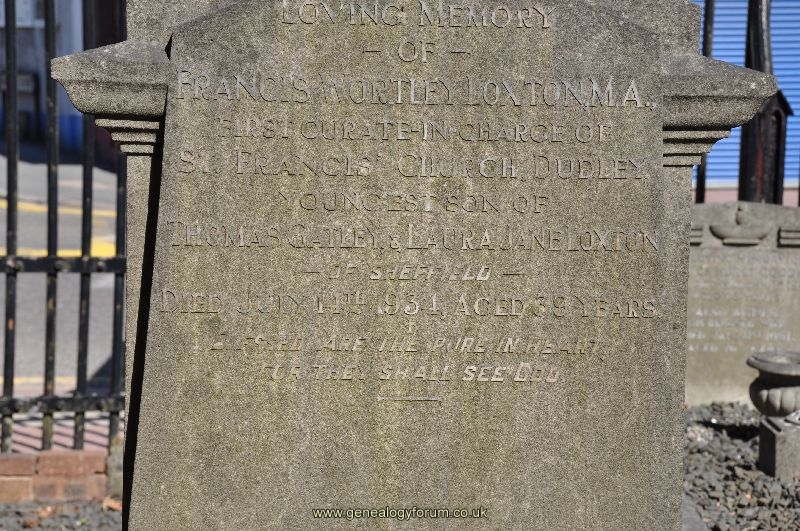 LOVING MEMORY
— OF —
FRANCIS WORTLEY LOXTON, M.A.,
FIRST CURATE-IN-CHARGE OF
ST. FRANCIS' CHURCH, DUDLEY,
YOUNGEST SON OF
THOMAS GATLEY, & LAURA JANE LOXTON
— OF SHEFFIELD —
DIED JULY 14TH 1934, AGED 38 YEARS.
BLESSED ARE THE PURE IN HEART,
FOR THEY SHALL SEE GOD
www.genealogyforum.co.uk